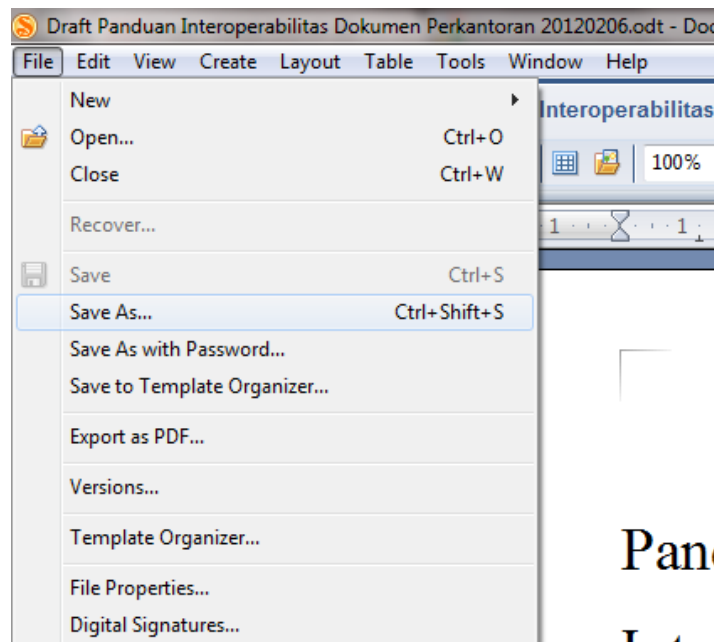 Draft Panduan Interoperabilitas Dokumen Perkantoran 20120206.odt - Doc
File Edit View Create Layout Table Tools Window Help
New
Interoperabilitas
Open... Ctrl+O
100%
Close Ctrl+W
Recover...
1 1
Save Ctrl+S
Save As... Ctrl+Shift+S
Save As with Password...
Save to Template Organizer...
Export as PDF...
Versions...
Template Organizer...
Pan
File Properties...
Digital Signatures...